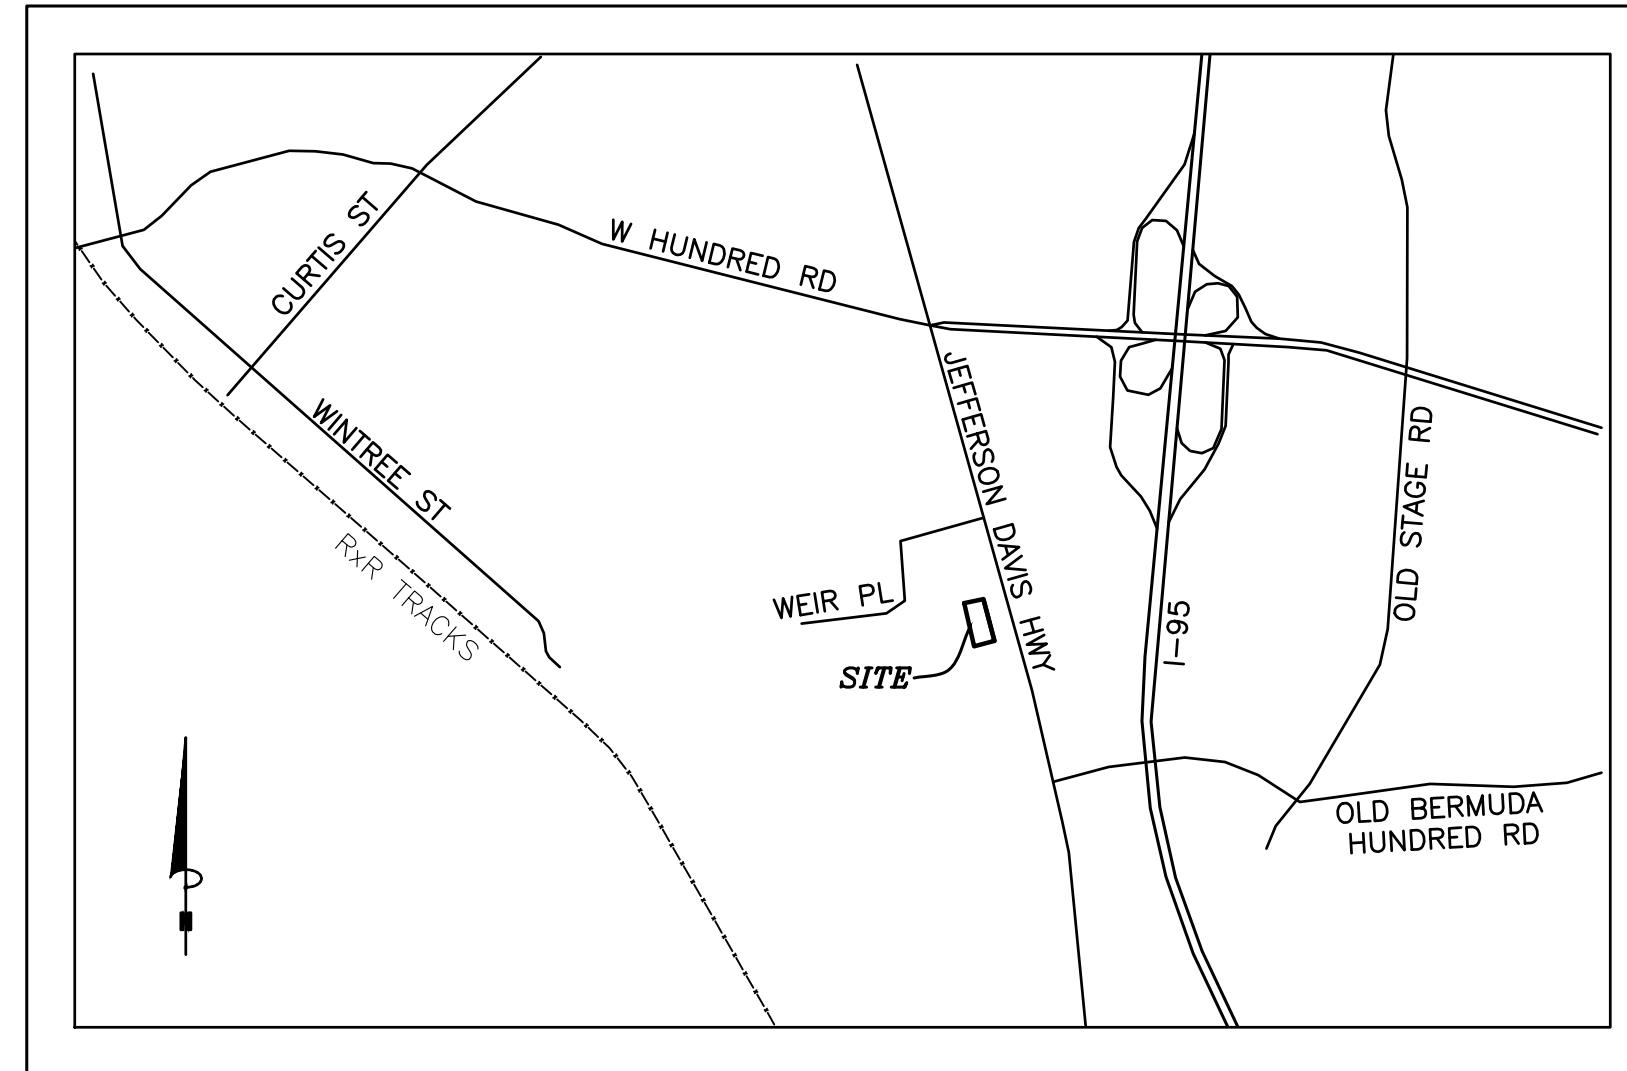 W HUNDRED RD
CURTIS ST
JEFFERSON DAVIS HWY
WINTREE ST
OLD STAGE RD
RxR TRACKS
WEIR PL
I-95
SITE
OLD BERMUDA
HUNDRED RD